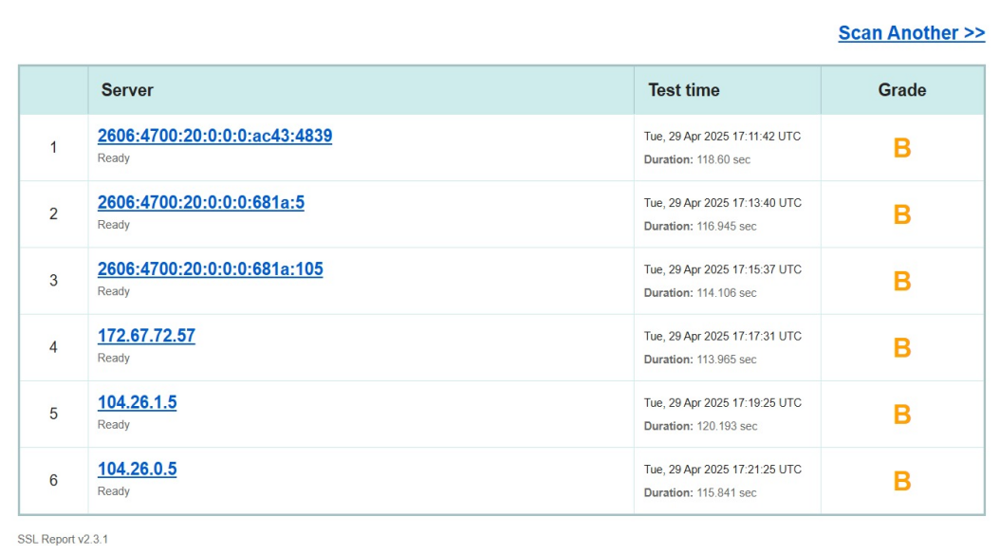 Scan Another >>
Server Test time Grade
1 2606:4700:20:0:0:0:ac43:4839 Tue, 29 Apr 2025 17:11:42 UTC B
Ready Duration: 118.60 sec
2 2606:4700:20:0:0:0:681a:5 Tue, 29 Apr 2025 17:13:40 UTC B
Ready Duration: 116.945 sec
3 2606:4700:20:0:0:0:681a:105 Tue, 29 Apr 2025 17:15:37 UTC B
Ready Duration: 114.106 sec
4 172.67.72.57 Tue, 29 Apr 2025 17:17:31 UTC B
Ready Duration: 113.965 sec
5 104.26.1.5 Tue, 29 Apr 2025 17:19:25 UTC B
Ready Duration: 120.193 sec
6 104.26.0.5 Tue, 29 Apr 2025 17:21:25 UTC B
Ready Duration: 115.841 sec
SSL Report v2.3.1